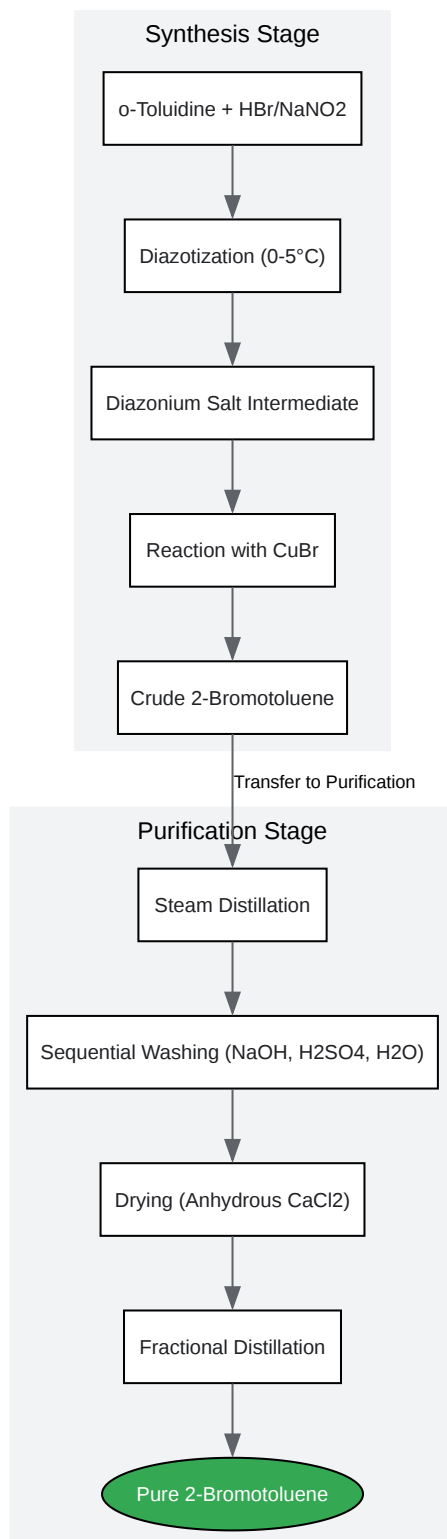 Synthesis Stage
o-Toluidine + HBr/NaNO2
Diazotization (0-5°C)
Diazonium Salt Intermediate
Reaction with CuBr
Crude 2-Bromotoluene
Transfer to Purification
Purification Stage
Steam Distillation
Sequential Washing (NaOH, H2SO4, H2O)
Drying (Anhydrous CaCl2)
Fractional Distillation
Pure 2-Bromotoluene